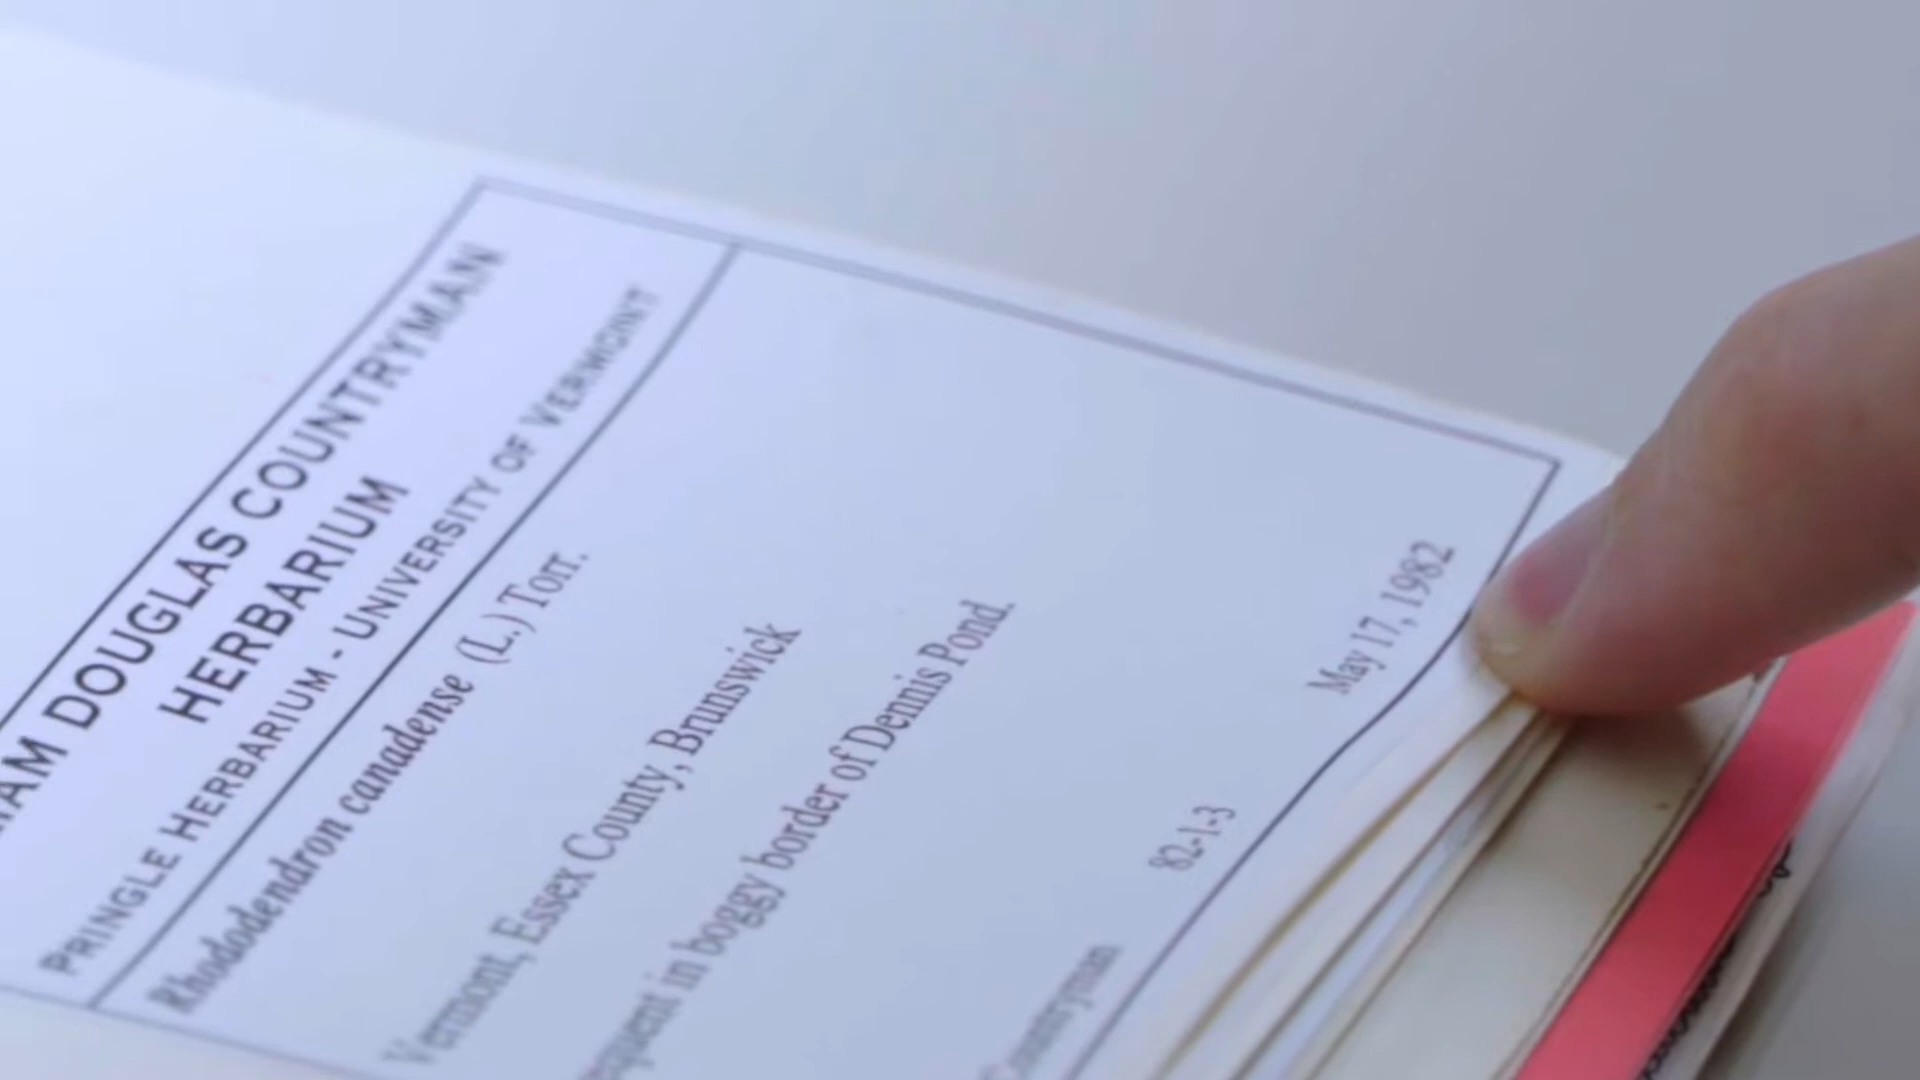 DOUGLAS COUNTRYMAN
HERBARIUM
PRINGLE HERBARIUM - UNIVERSITY OF VERMONT
Rhododendron canadense (L.) Torr.
Vermont, Essex County, Brunswick
in boggy border of Dennis Pond.
Countryman 82-1-3 May 17, 1982